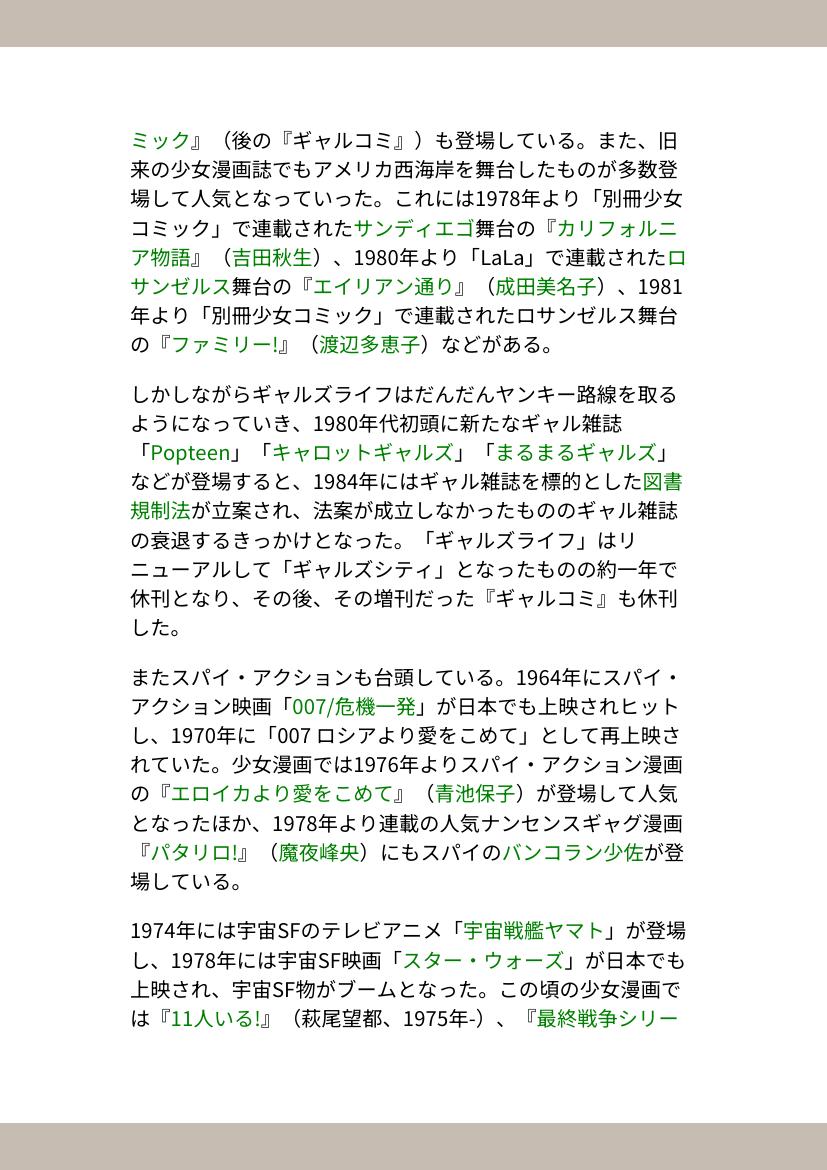 ミック』（後の『ギャルコミ』）も登場している。また、旧
来の少女漫画誌でもアメリカ西海岸を舞台したものが多数登
場して人気となっていった。これには1978年より「別冊少女
コミック」で連載されたサンディエゴ舞台の『カリフォルニ
ア物語』（吉田秋生）、1980年より「LaLa」で連載されたロ
サンゼルス舞台の『エイリアン通り』（成田美名子）、1981
年より「別冊少女コミック」で連載されたロサンゼルス舞台
の『ファミリー!』（渡辺多恵子）などがある。
しかしながらギャルズライフはだんだんヤンキー路線を取る
ようになっていき、1980年代初頭に新たなギャル雑誌
「Popteen」「キャロットギャルズ」「まるまるギャルズ」
などが登場すると、1984年にはギャル雑誌を標的とした図書
規制法が立案され、法案が成立しなかったもののギャル雑誌
の衰退するきっかけとなった。「ギャルズライフ」はリ
ニューアルして「ギャルズシティ」となったものの約一年で
休刊となり、その後、その増刊だった『ギャルコミ』も休刊
した。
またスパイ・アクションも台頭している。1964年にスパイ・
アクション映画「007/危機一発」が日本でも上映されヒット
し、1970年に「007 ロシアより愛をこめて」として再上映さ
れていた。少女漫画では1976年よりスパイ・アクション漫画
の『エロイカより愛をこめて』（青池保子）が登場して人気
となったほか、1978年より連載の人気ナンセンスギャグ漫画
『パタリロ!』（魔夜峰央）にもスパイのバンコラン少佐が登
場している。
1974年には宇宙SFのテレビアニメ「宇宙戦艦ヤマト」が登場
し、1978年には宇宙SF映画「スター・ウォーズ」が日本でも
上映され、宇宙SF物がブームとなった。この頃の少女漫画で
は『11人いる!』（萩尾望都、1975年-）、『最終戦争シリー